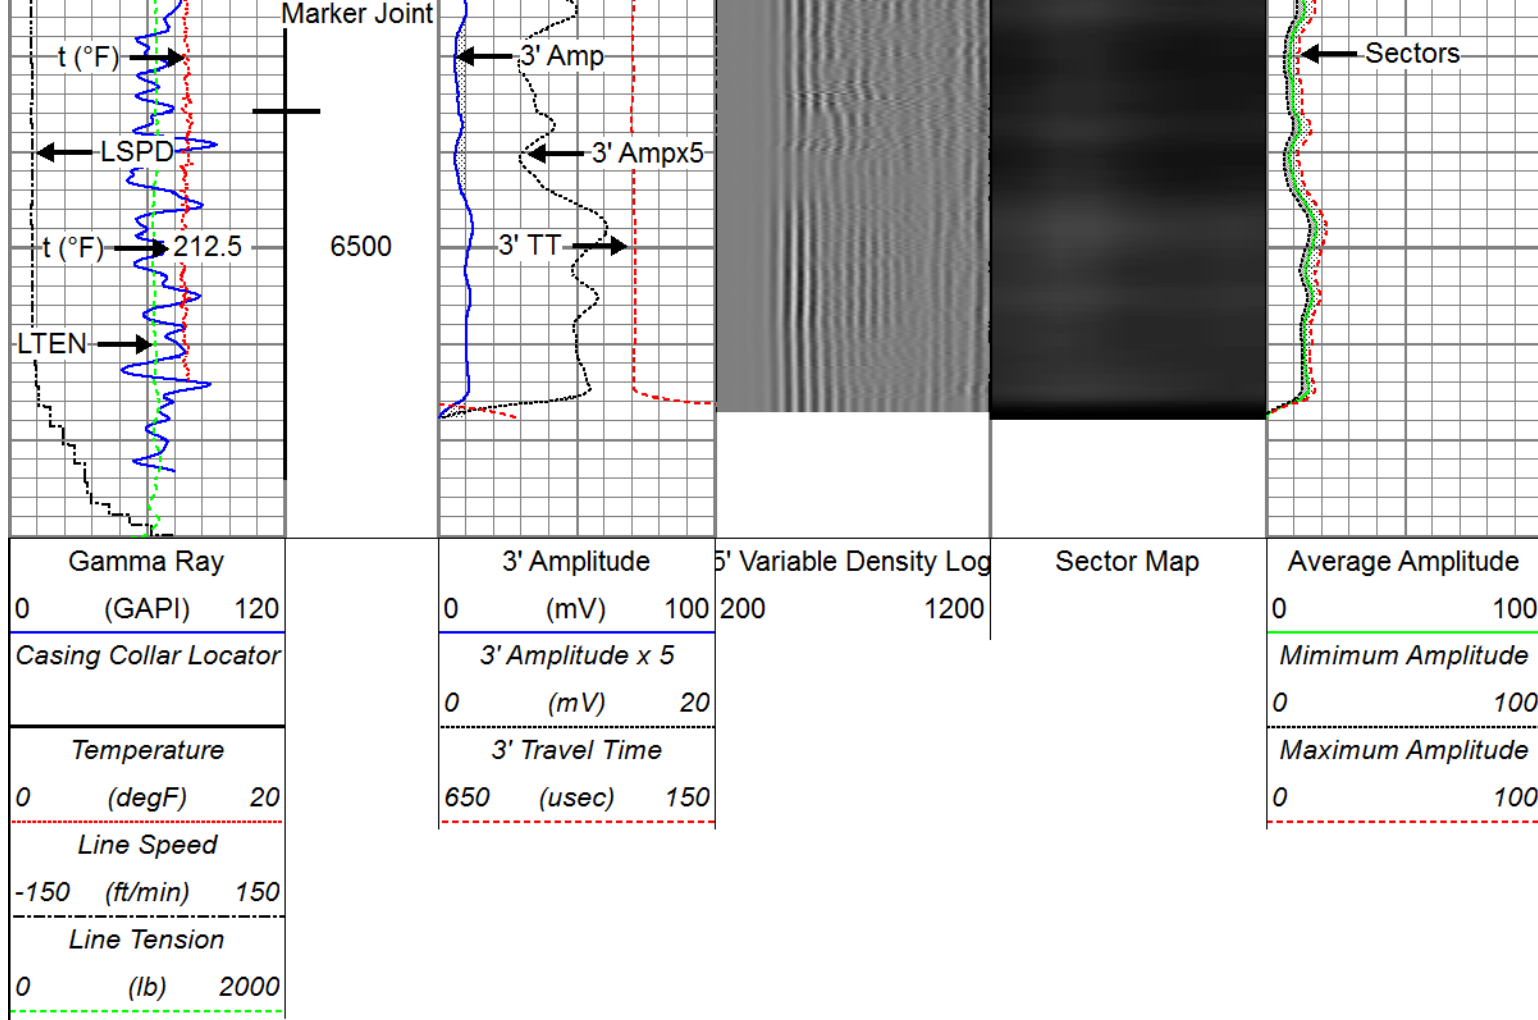 Marker Joint
t (°F)
3' Amp
Sectors
LSPD
3' Ampx5
t (°F) 212.5
6500
3' TT
LTEN
Gamma Ray
0 (GAPI) 120
Casing Collar Locator
Temperature
0 (degF) 20
Line Speed
-150 (ft/min) 150
Line Tension
0 (lb) 2000
3' Amplitude
0 (mV) 100
3' Amplitude x 5
0 (mV) 20
3' Travel Time
650 (usec) 150
5' Variable Density Log
200 1200
Sector Map
Average Amplitude
0 100
Mimimum Amplitude
0 100
Maximum Amplitude
0 100